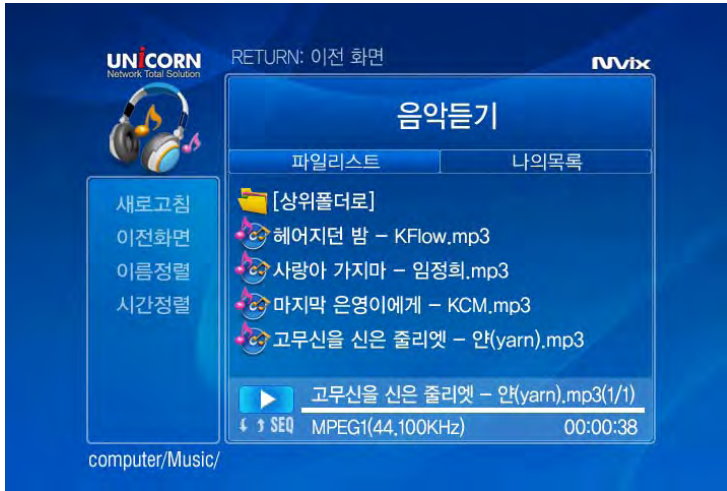 UNiCORN
Network Total Solution
RETURN: 이전 화면
MVix
음악듣기
파일리스트
나의목록
새로고침
이전화면
이름정렬
시간정렬
[상위폴더로]
헤어지던 밤 - KFlow.mp3
사랑아 가지마 - 임정희.mp3
마지막 은영이에게 - KCM.mp3
고무신을 신은 줄리엣 - 얀(yarn).mp3
고무신을 신은 줄리엣 - 얀(yarn).mp3(1/1)
SEQ MPEG1(44,100KHz) 00:00:38
computer/Music/